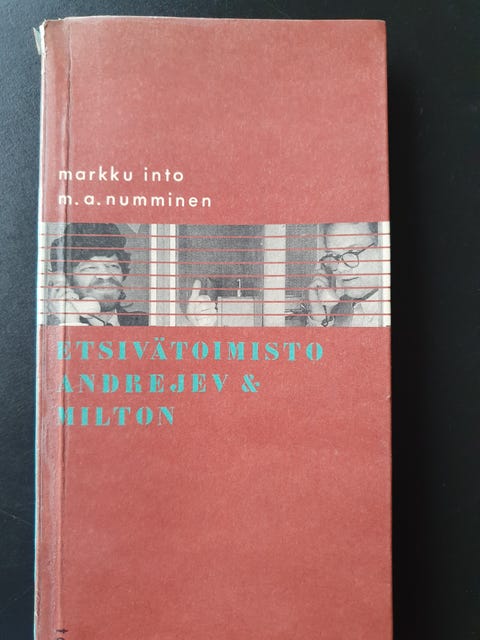 markku into
m.a.numminen
ETSIVÄTOIMISTO
ANDREJEV &
MILTON